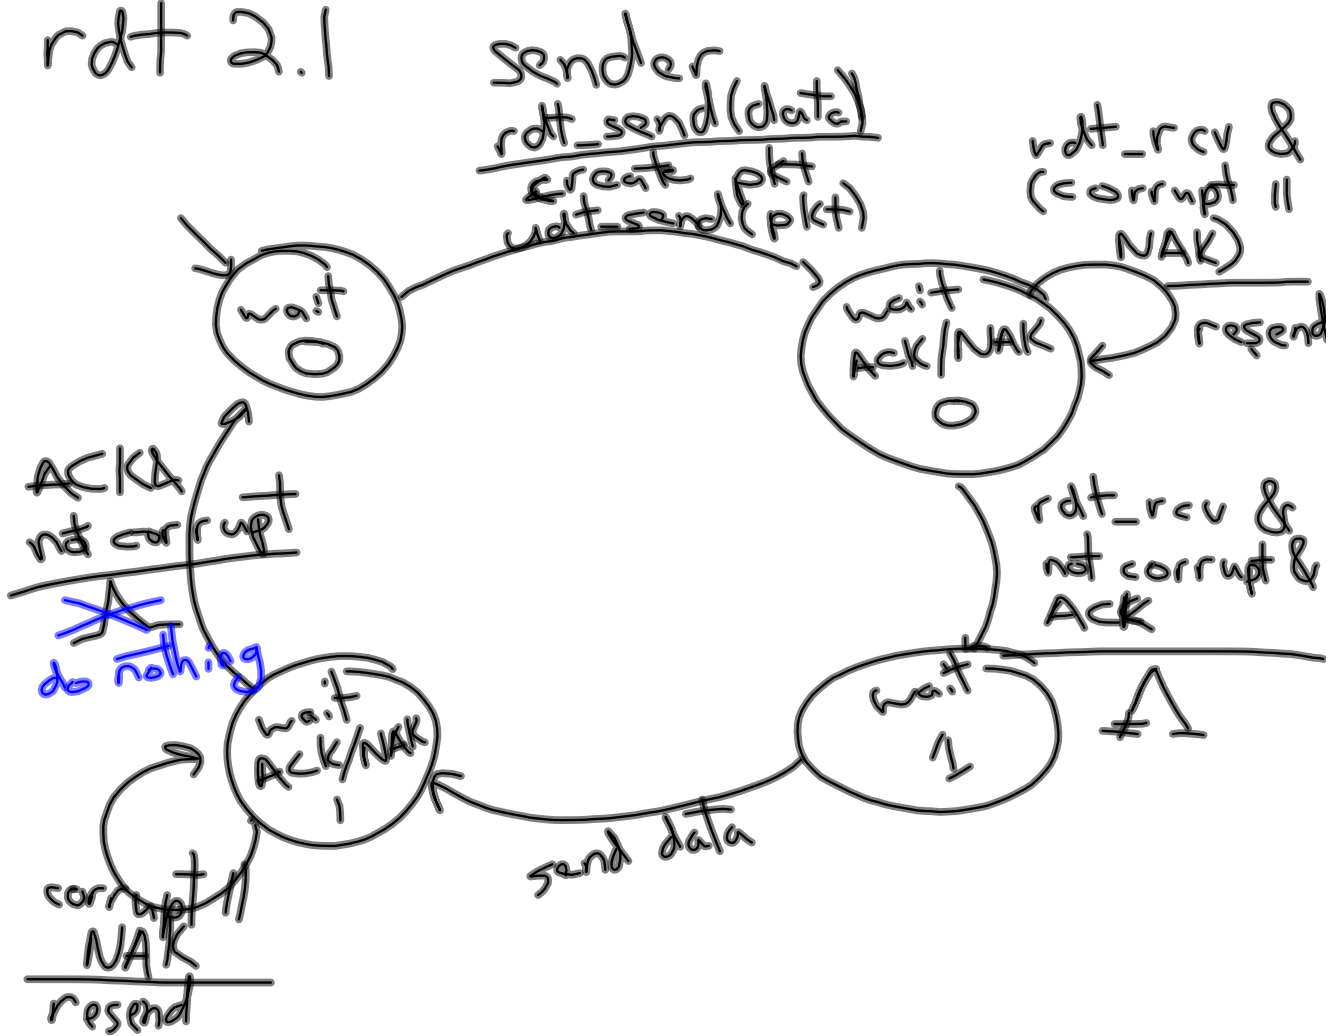 rdt 2.1
sender
rdt_send(data)
create pkt
udt_send(pkt)
rdt_rcv &
(corrupt ||
NAK)
resend
wait
0
wait
ACK/NAK
0
ACK&
not corrupt
Λ
do nothing
rdt_rcv &
not corrupt &
ACK
Λ
wait
ACK/NAK
1
wait
1
send data
corrupt ||
NAK
resend